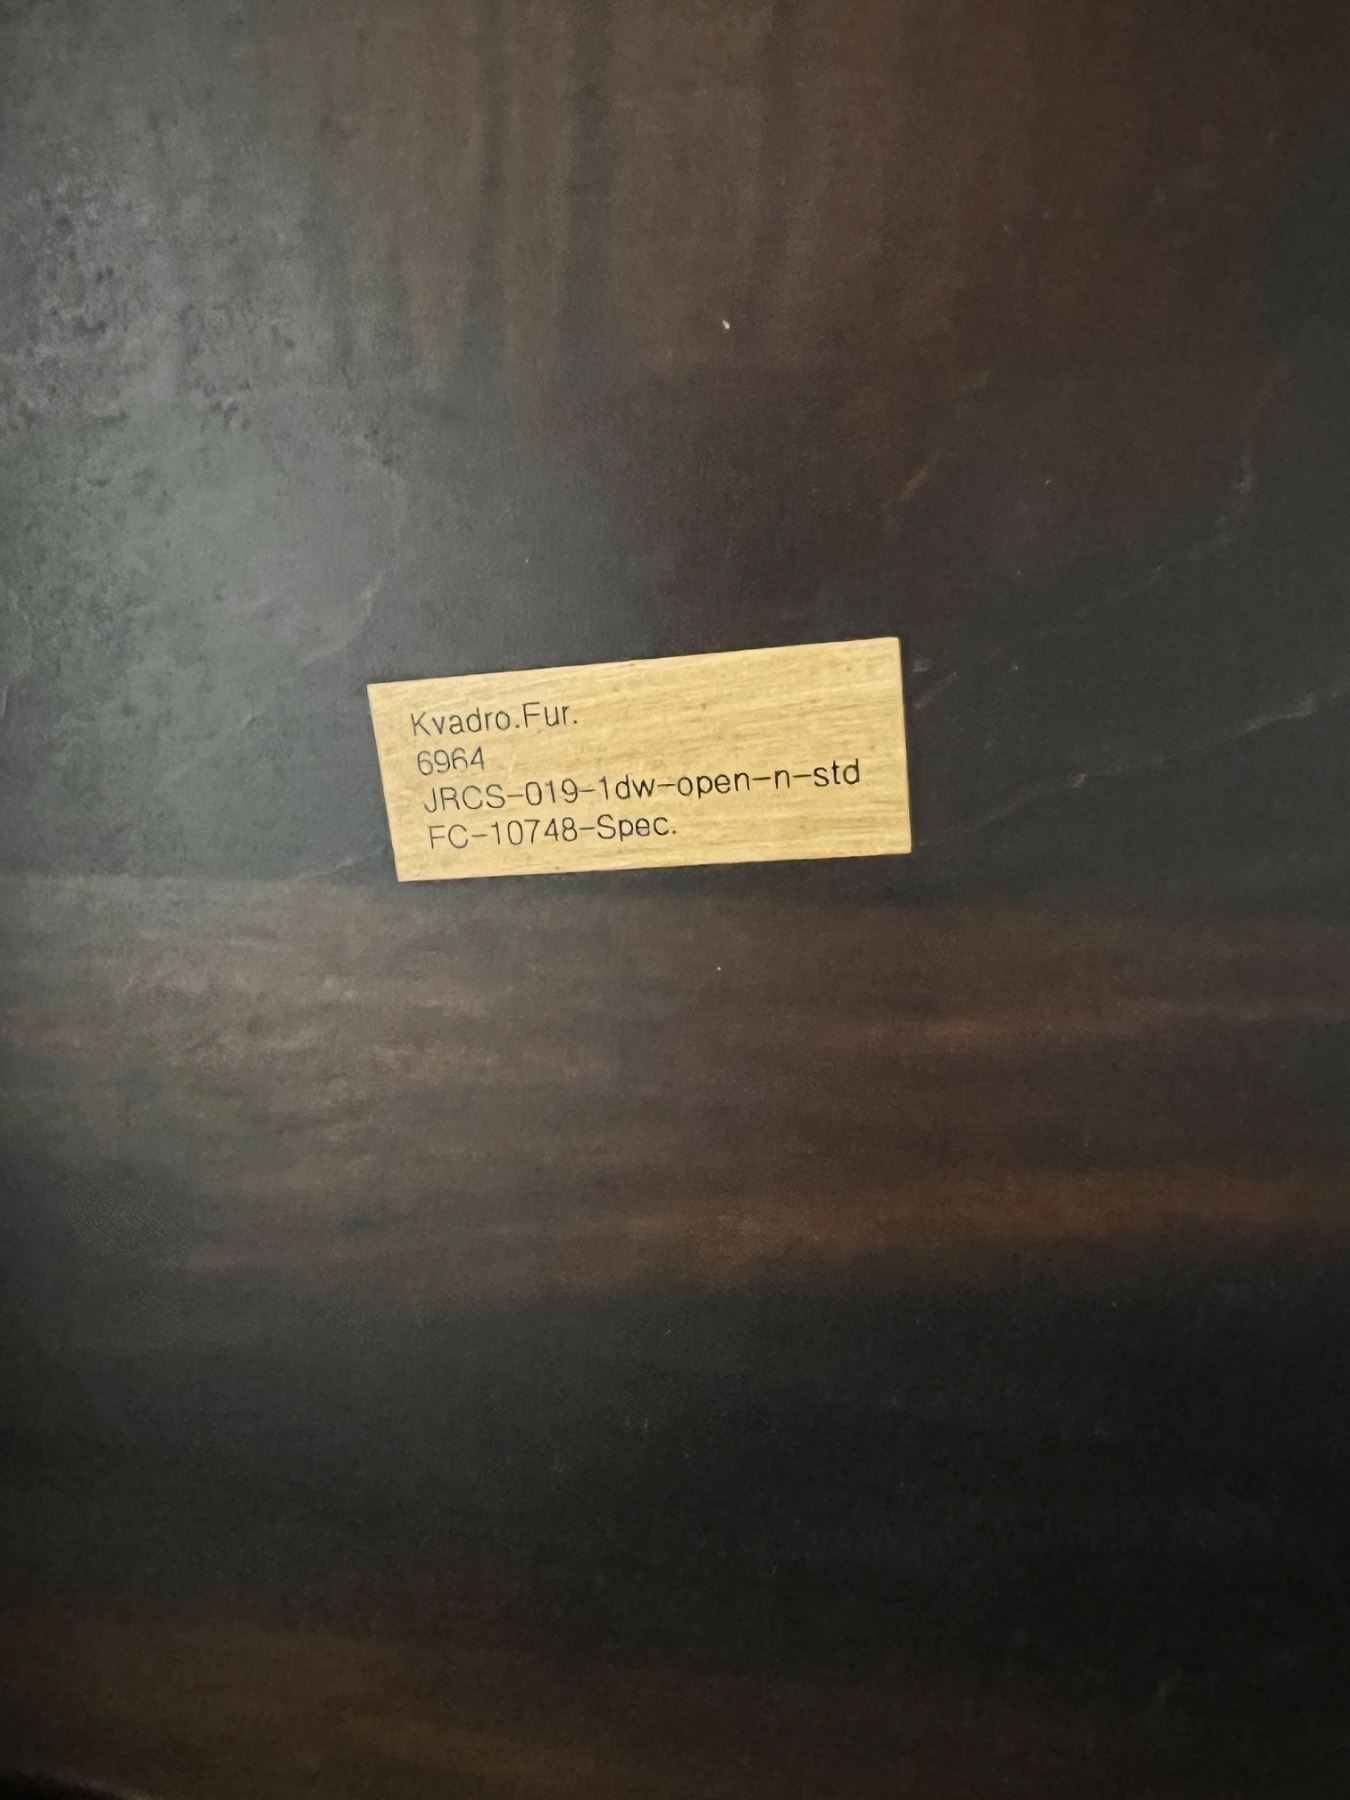 Kvadro.Fur.
6964
JRCS-019-1dw-open-n-std
FC-10748-Spec.